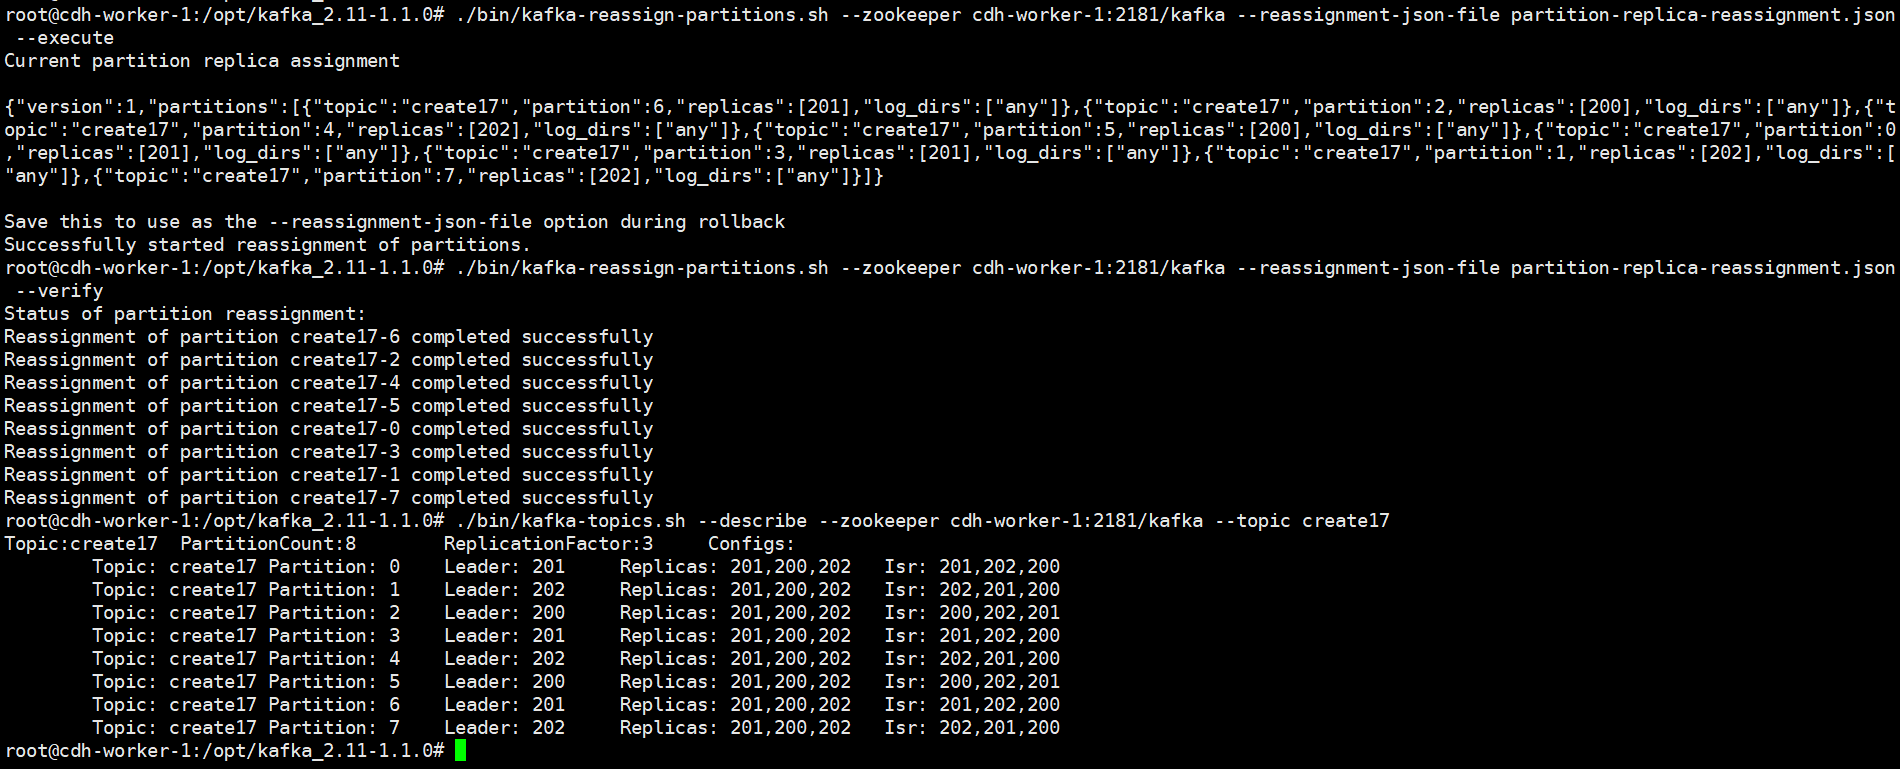 root@cdh-worker-1:/opt/kafka_2.11-1.1.0# ./bin/kafka-reassign-partitions.sh --zookeeper cdh-worker-1:2181/kafka --reassignment-json-file partition-replica-reassignment.json
 --execute
Current partition replica assignment

{"version":1,"partitions":[{"topic":"create17","partition":6,"replicas":[201],"log_dirs":["any"]},{"topic":"create17","partition":2,"replicas":[200],"log_dirs":["any"]},{"t
opic":"create17","partition":4,"replicas":[202],"log_dirs":["any"]},{"topic":"create17","partition":5,"replicas":[200],"log_dirs":["any"]},{"topic":"create17","partition":0
,"replicas":[201],"log_dirs":["any"]},{"topic":"create17","partition":3,"replicas":[201],"log_dirs":["any"]},{"topic":"create17","partition":1,"replicas":[202],"log_dirs":[
"any"]},{"topic":"create17","partition":7,"replicas":[202],"log_dirs":["any"]}]}

Save this to use as the --reassignment-json-file option during rollback
Successfully started reassignment of partitions.
root@cdh-worker-1:/opt/kafka_2.11-1.1.0# ./bin/kafka-reassign-partitions.sh --zookeeper cdh-worker-1:2181/kafka --reassignment-json-file partition-replica-reassignment.json
 --verify
Status of partition reassignment:
Reassignment of partition create17-6 completed successfully
Reassignment of partition create17-2 completed successfully
Reassignment of partition create17-4 completed successfully
Reassignment of partition create17-5 completed successfully
Reassignment of partition create17-0 completed successfully
Reassignment of partition create17-3 completed successfully
Reassignment of partition create17-1 completed successfully
Reassignment of partition create17-7 completed successfully
root@cdh-worker-1:/opt/kafka_2.11-1.1.0# ./bin/kafka-topics.sh --describe --zookeeper cdh-worker-1:2181/kafka --topic create17
Topic:create17  PartitionCount:8        ReplicationFactor:3     Configs:
        Topic: create17 Partition: 0    Leader: 201     Replicas: 201,200,202   Isr: 201,202,200
        Topic: create17 Partition: 1    Leader: 202     Replicas: 201,200,202   Isr: 202,201,200
        Topic: create17 Partition: 2    Leader: 200     Replicas: 201,200,202   Isr: 200,202,201
        Topic: create17 Partition: 3    Leader: 201     Replicas: 201,200,202   Isr: 201,202,200
        Topic: create17 Partition: 4    Leader: 202     Replicas: 201,200,202   Isr: 202,201,200
        Topic: create17 Partition: 5    Leader: 200     Replicas: 201,200,202   Isr: 200,202,201
        Topic: create17 Partition: 6    Leader: 201     Replicas: 201,200,202   Isr: 201,202,200
        Topic: create17 Partition: 7    Leader: 202     Replicas: 201,200,202   Isr: 202,201,200
root@cdh-worker-1:/opt/kafka_2.11-1.1.0#